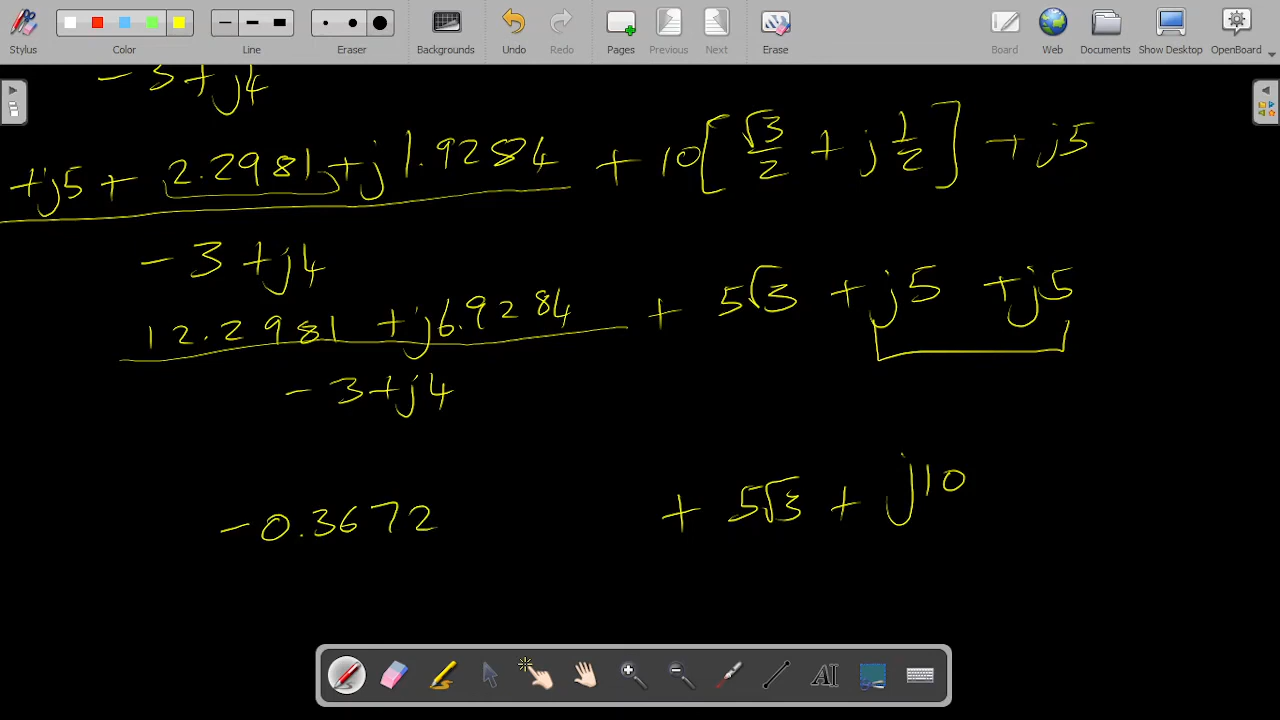 Stylus Color Line Eraser Backgrounds Undo Redo Pages Previous Next Erase Board Web Documents Show Desktop OpenBoard
-3+j4
+j5 + 2.2981 + j1.9284 + 10[√3/2 + j 1/2] + j5
-3 + j4
12.2981 + j6.9284 + 5√3 + j5 + j5
-3 + j4
-0.3672 + 5√3 + j10
AI